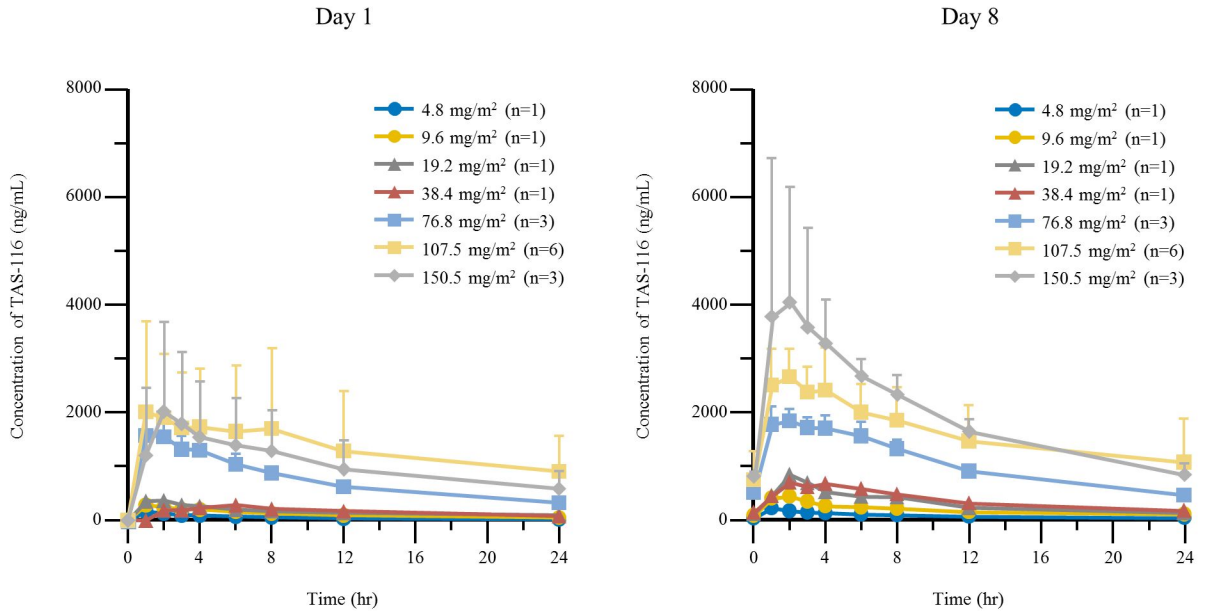 Day 1
Concentration of TAS-116 (ng/mL)
8000
6000
4000
2000
0
4.8 mg/m² (n=1)
9.6 mg/m² (n=1)
19.2 mg/m² (n=1)
38.4 mg/m² (n=1)
76.8 mg/m² (n=3)
107.5 mg/m² (n=6)
150.5 mg/m² (n=3)
0 4 8 12 16 20 24
Time (hr)
Day 8
Concentration of TAS-116 (ng/mL)
8000
6000
4000
2000
0
4.8 mg/m² (n=1)
9.6 mg/m² (n=1)
19.2 mg/m² (n=1)
38.4 mg/m² (n=1)
76.8 mg/m² (n=3)
107.5 mg/m² (n=6)
150.5 mg/m² (n=3)
0 4 8 12 16 20 24
Time (hr)